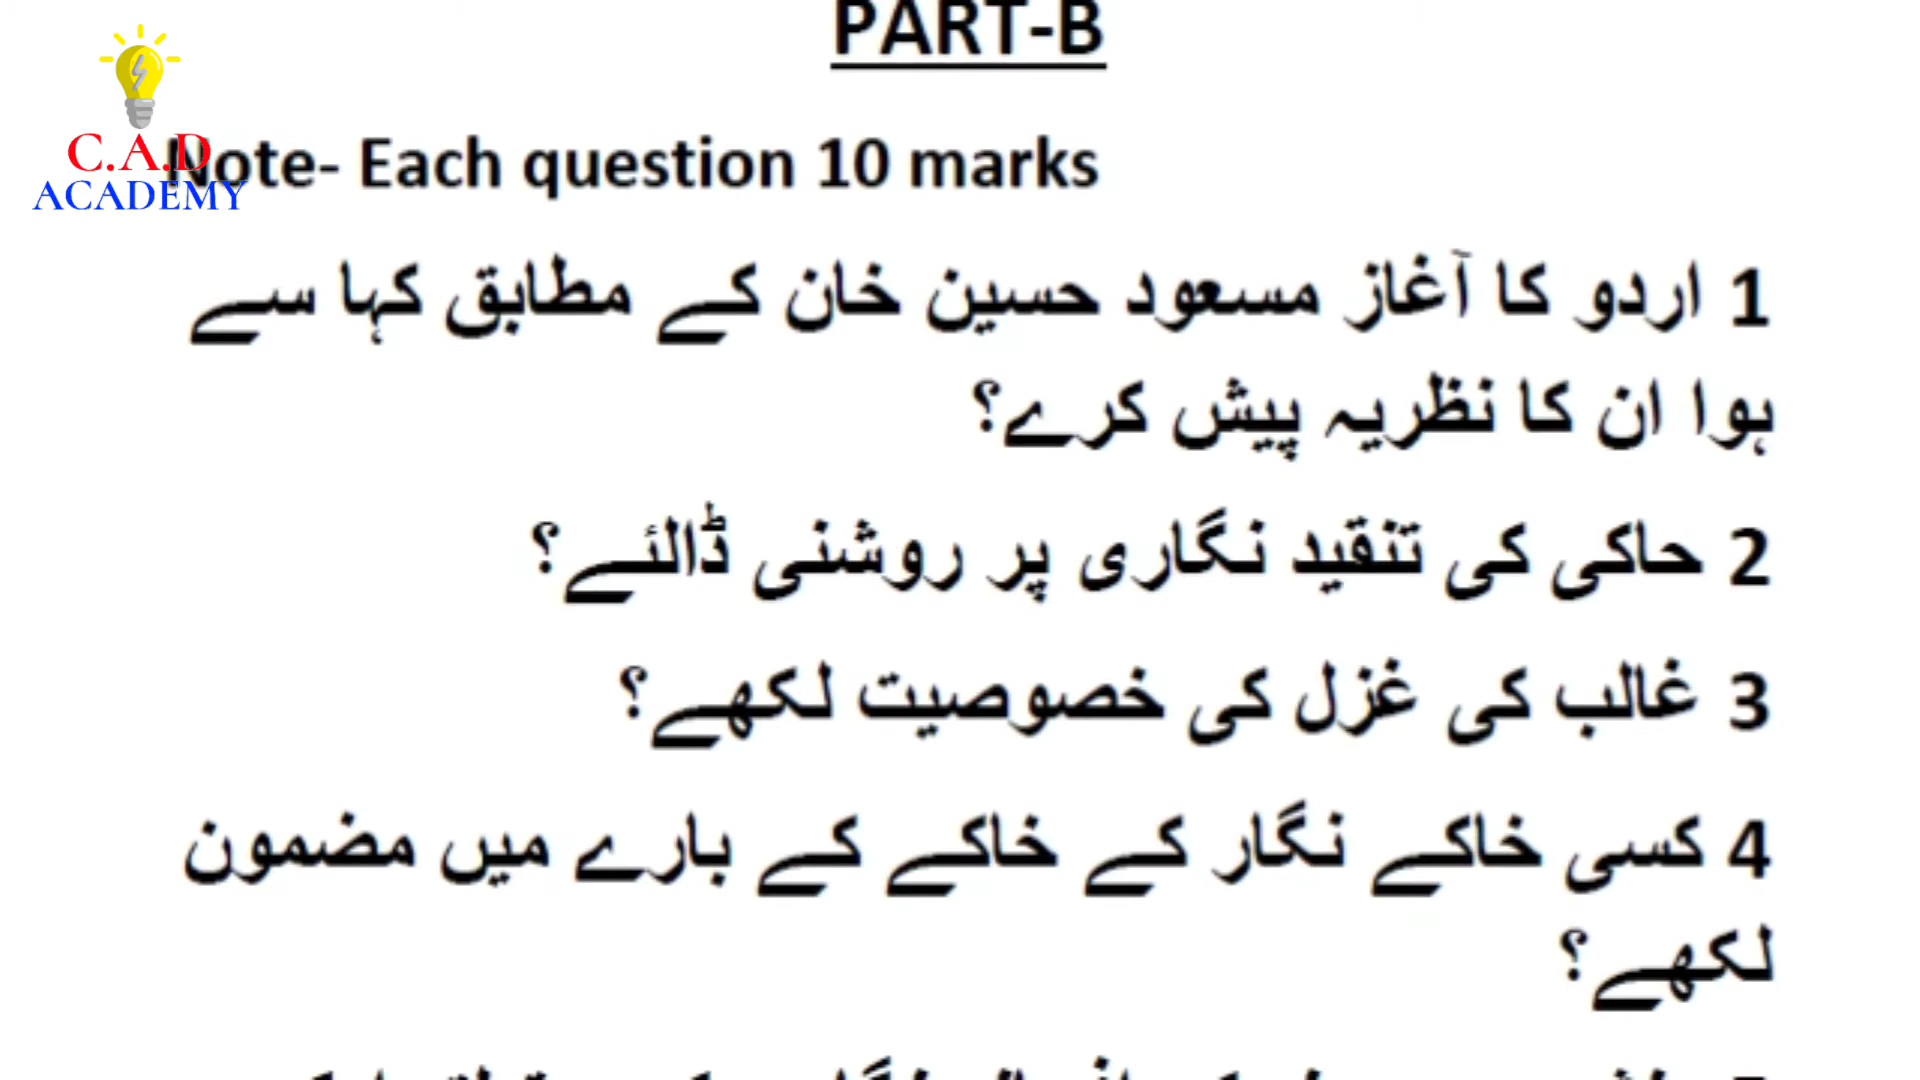 PART-B
C.A.D
ACADEMY
Note- Each question 10 marks
1 اردو کا آغاز مسعود حسین خان کے مطابق کہا سے
ہوا ان کا نظریہ پیش کرے؟
2 حاکی کی تنقید نگاری پر روشنی ڈالئے؟
3 غالب کی غزل کی خصوصیت لکھے؟
4 کسی خاکے نگار کے خاکے کے بارے میں مضمون
لکھے؟